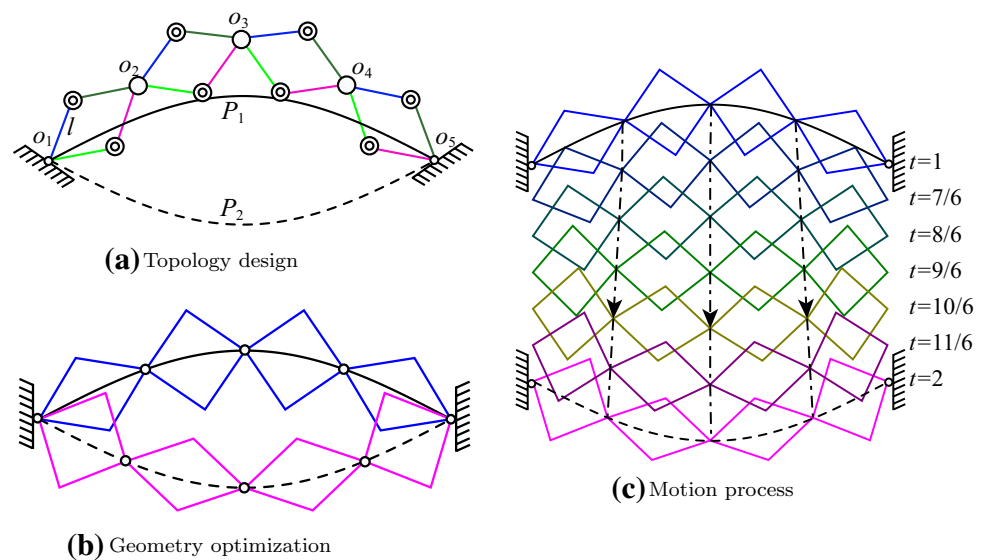 o₃
o₂
o₄
l
P₁
o₁
o₅
P₂
(a) Topology design
(b) Geometry optimization
t=1
t=7/6
t=8/6
t=9/6
t=10/6
t=11/6
t=2
(c) Motion process